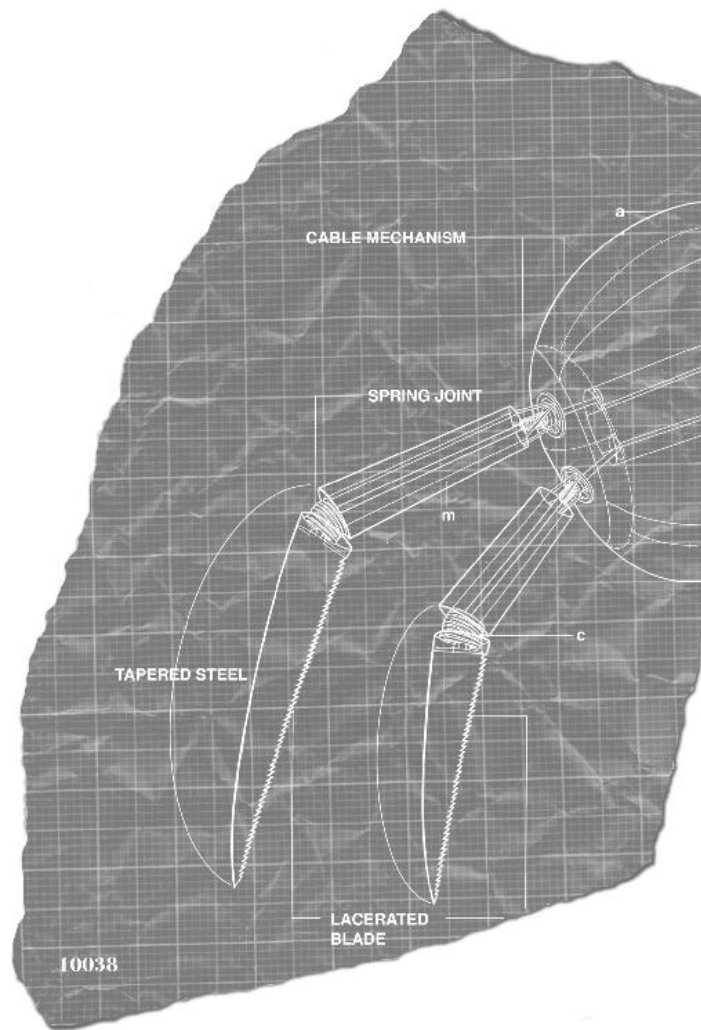 a
CABLE MECHANISM
SPRING JOINT
m
c
TAPERED STEEL
LACERATED
BLADE
10038